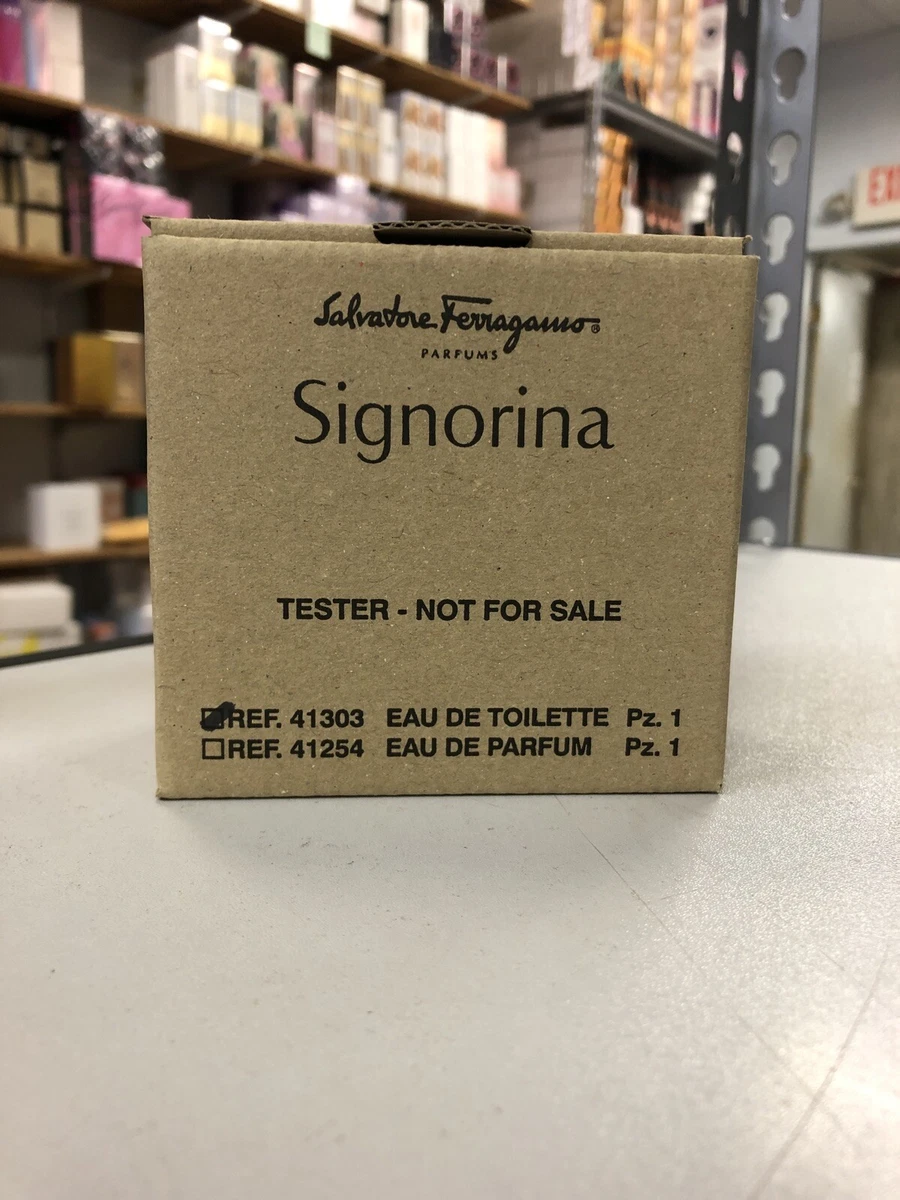 Salvatore Ferragamo®
PARFUMS
Signorina
TESTER - NOT FOR SALE
REF. 41303 EAU DE TOILETTE Pz. 1
REF. 41254 EAU DE PARFUM Pz. 1